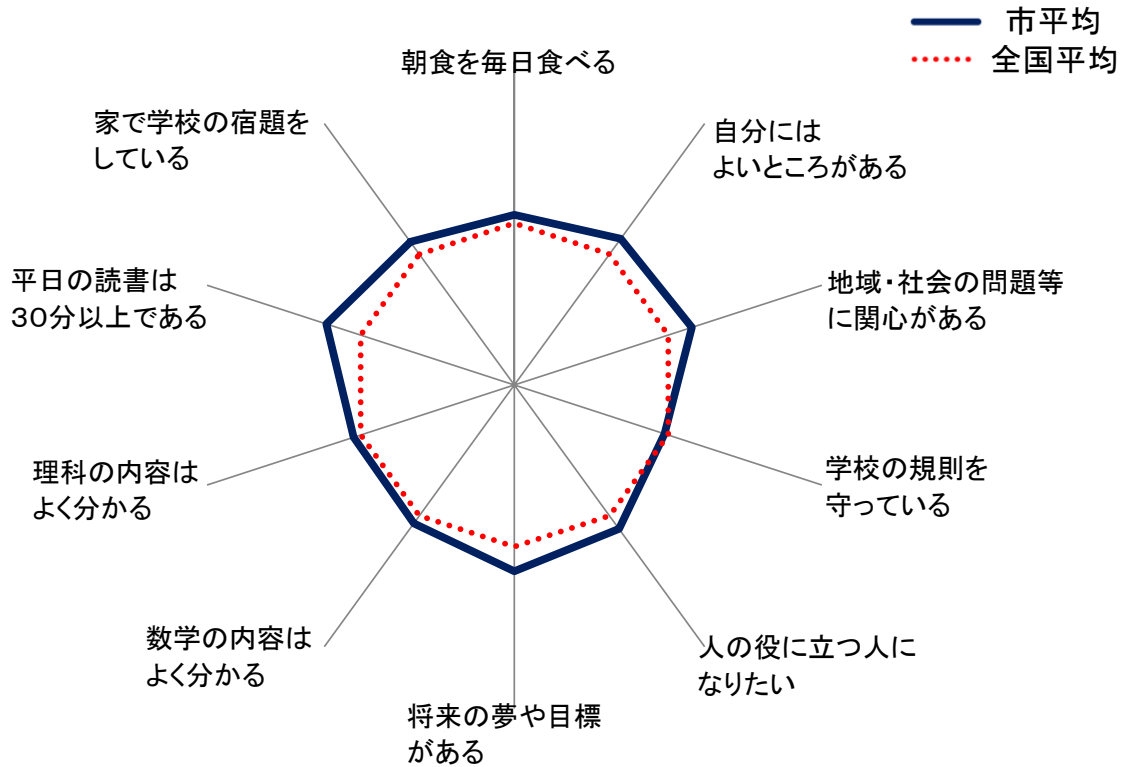 市平均
全国平均
朝食を毎日食べる
自分には
よいところがある
地域・社会の問題等
に関心がある
学校の規則を
守っている
人の役に立つ人に
なりたい
将来の夢や目標
がある
数学の内容は
よく分かる
理科の内容は
よく分かる
平日の読書は
30分以上である
家で学校の宿題を
している